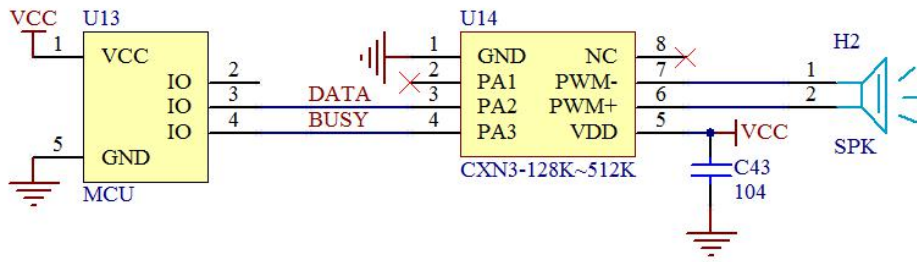 VCC
U13
1
VCC
IO
2
IO
3
DATA
IO
4
BUSY
5
GND
MCU
U14
1
GND
NC
8
2
PA1
PWM-
7
3
PA2
PWM+
6
4
PA3
VDD
5
CXN3-128K~512K
VCC
C43
104
H2
1
2
SPK